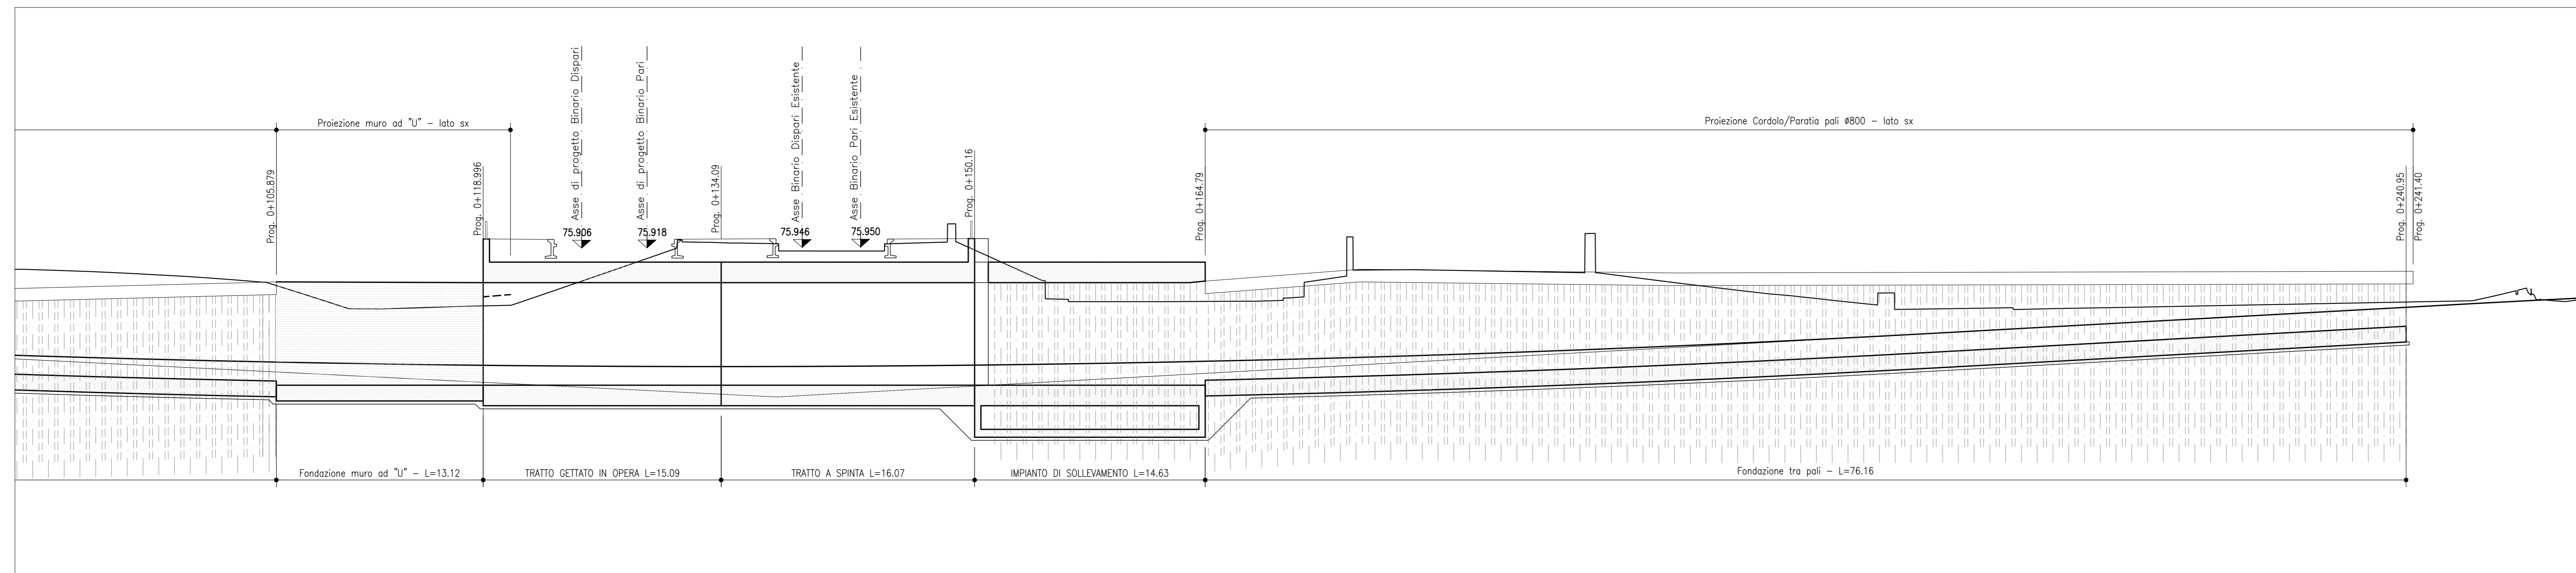 Proiezione muro ad "U" - lato sx
Proiezione Cordolo/Paratia pali ø800 - lato sx
Prog. 0+105.879
Prog. 0+118.996
Asse di progetto Binario Dispari
Asse di progetto Binario Pari
Prog. 0+134.09
Asse Binario Dispari Esistente
Asse Binario Pari Esistente
Prog. 0+150.16
Prog. 0+164.79
Prog. 0+240.95
Prog. 0+241.40
75.906
75.918
75.946
75.950
Fondazione muro ad "U" - L=13.12
TRATTO GETTATO IN OPERA L=15.09
TRATTO A SPINTA L=16.07
IMPIANTO DI SOLLEVAMENTO L=14.63
Fondazione tra pali - L=76.16